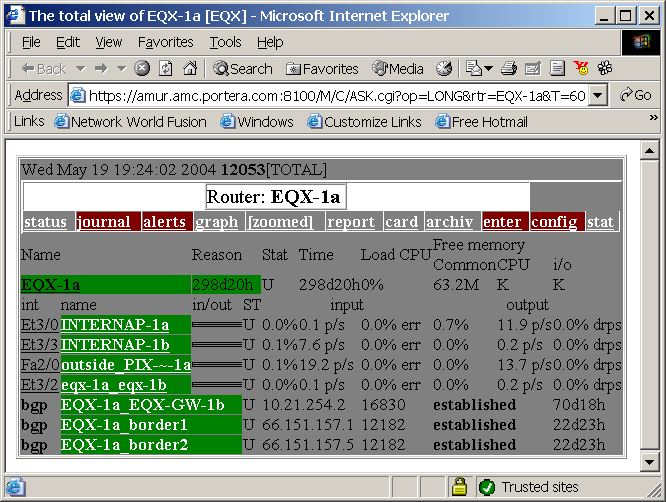 The total view of EQX-1a [EQX] - Microsoft Internet Explorer
File Edit View Favorites Tools Help
Back Search Favorites Media
Address https://amur.amc.portera.com:8100/M/C/ASK.cgi?op=LONG&rtr=EQX-1a&T=60 Go
Links Network World Fusion Windows Customize Links Free Hotmail »
Wed May 19 19:24:02 2004 12053[TOTAL]
Router: EQX-1a
status journal alerts graph [zoomed] report card archiv enter config stat
Free memory
Name Reason Stat Time Load CPU Common CPU i/o
EQX-1a 298d20h U 298d20h 0% 63.2M K K
int name in/out ST input output
Et3/0 INTERNAP-1a U 0.0% 0.1 p/s 0.0% err 0.7% 11.9 p/s 0.0% drps
Et3/3 INTERNAP-1b U 0.1% 7.6 p/s 0.0% err 0.0% 0.2 p/s 0.0% drps
Fa2/0 outside_PIX-~-1a U 0.1% 19.2 p/s 0.0% err 0.0% 13.7 p/s 0.0% drps
Et3/2 eqx-1a_eqx-1b U 0.0% 0.1 p/s 0.0% err 0.0% 0.2 p/s 0.0% drps
bgp EQX-1a_EQX-GW-1b U 10.21.254.2 16830 established 70d18h
bgp EQX-1a_border1 U 66.151.157.1 12182 established 22d23h
bgp EQX-1a_border2 U 66.151.157.5 12182 established 22d23h
Trusted sites